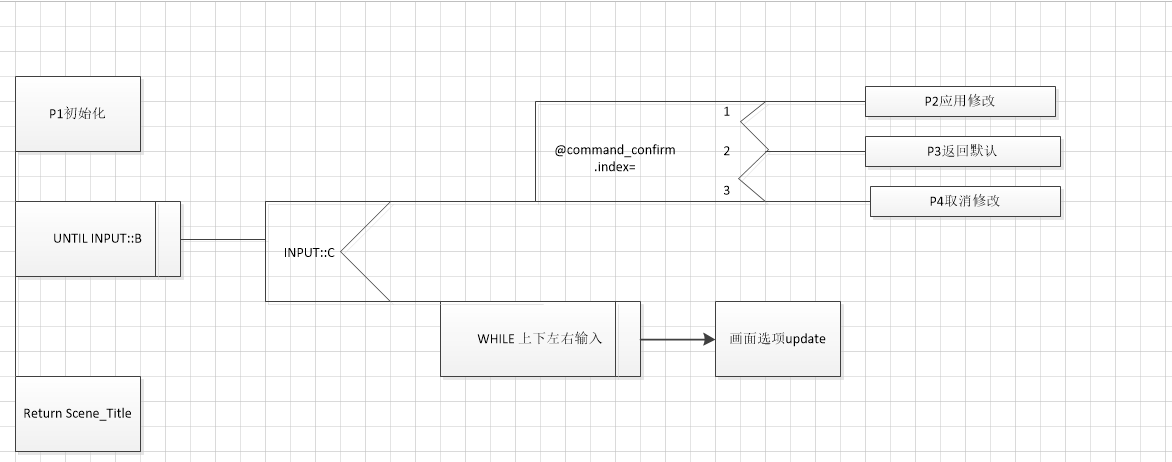 P1初始化
P2应用修改
1
@command_confirm
.index=
2
P3返回默认
3
P4取消修改
UNTIL INPUT::B
INPUT::C
WHILE 上下左右输入
画面选项update
Return Scene_Title